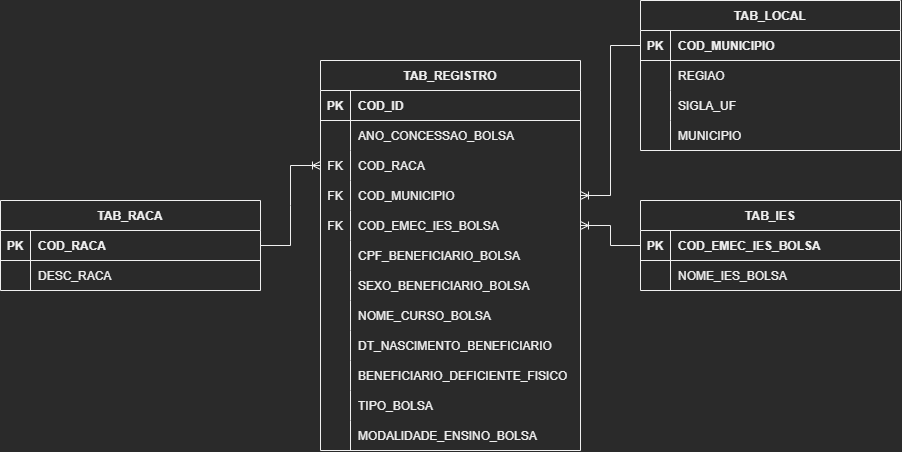 TAB_LOCAL
PK COD_MUNICIPIO
REGIAO
SIGLA_UF
MUNICIPIO
TAB_REGISTRO
PK COD_ID
ANO_CONCESSAO_BOLSA
FK COD_RACA
FK COD_MUNICIPIO
FK COD_EMEC_IES_BOLSA
CPF_BENEFICIARIO_BOLSA
SEXO_BENEFICIARIO_BOLSA
NOME_CURSO_BOLSA
DT_NASCIMENTO_BENEFICIARIO
BENEFICIARIO_DEFICIENTE_FISICO
TIPO_BOLSA
MODALIDADE_ENSINO_BOLSA
TAB_RACA
PK COD_RACA
DESC_RACA
TAB_IES
PK COD_EMEC_IES_BOLSA
NOME_IES_BOLSA